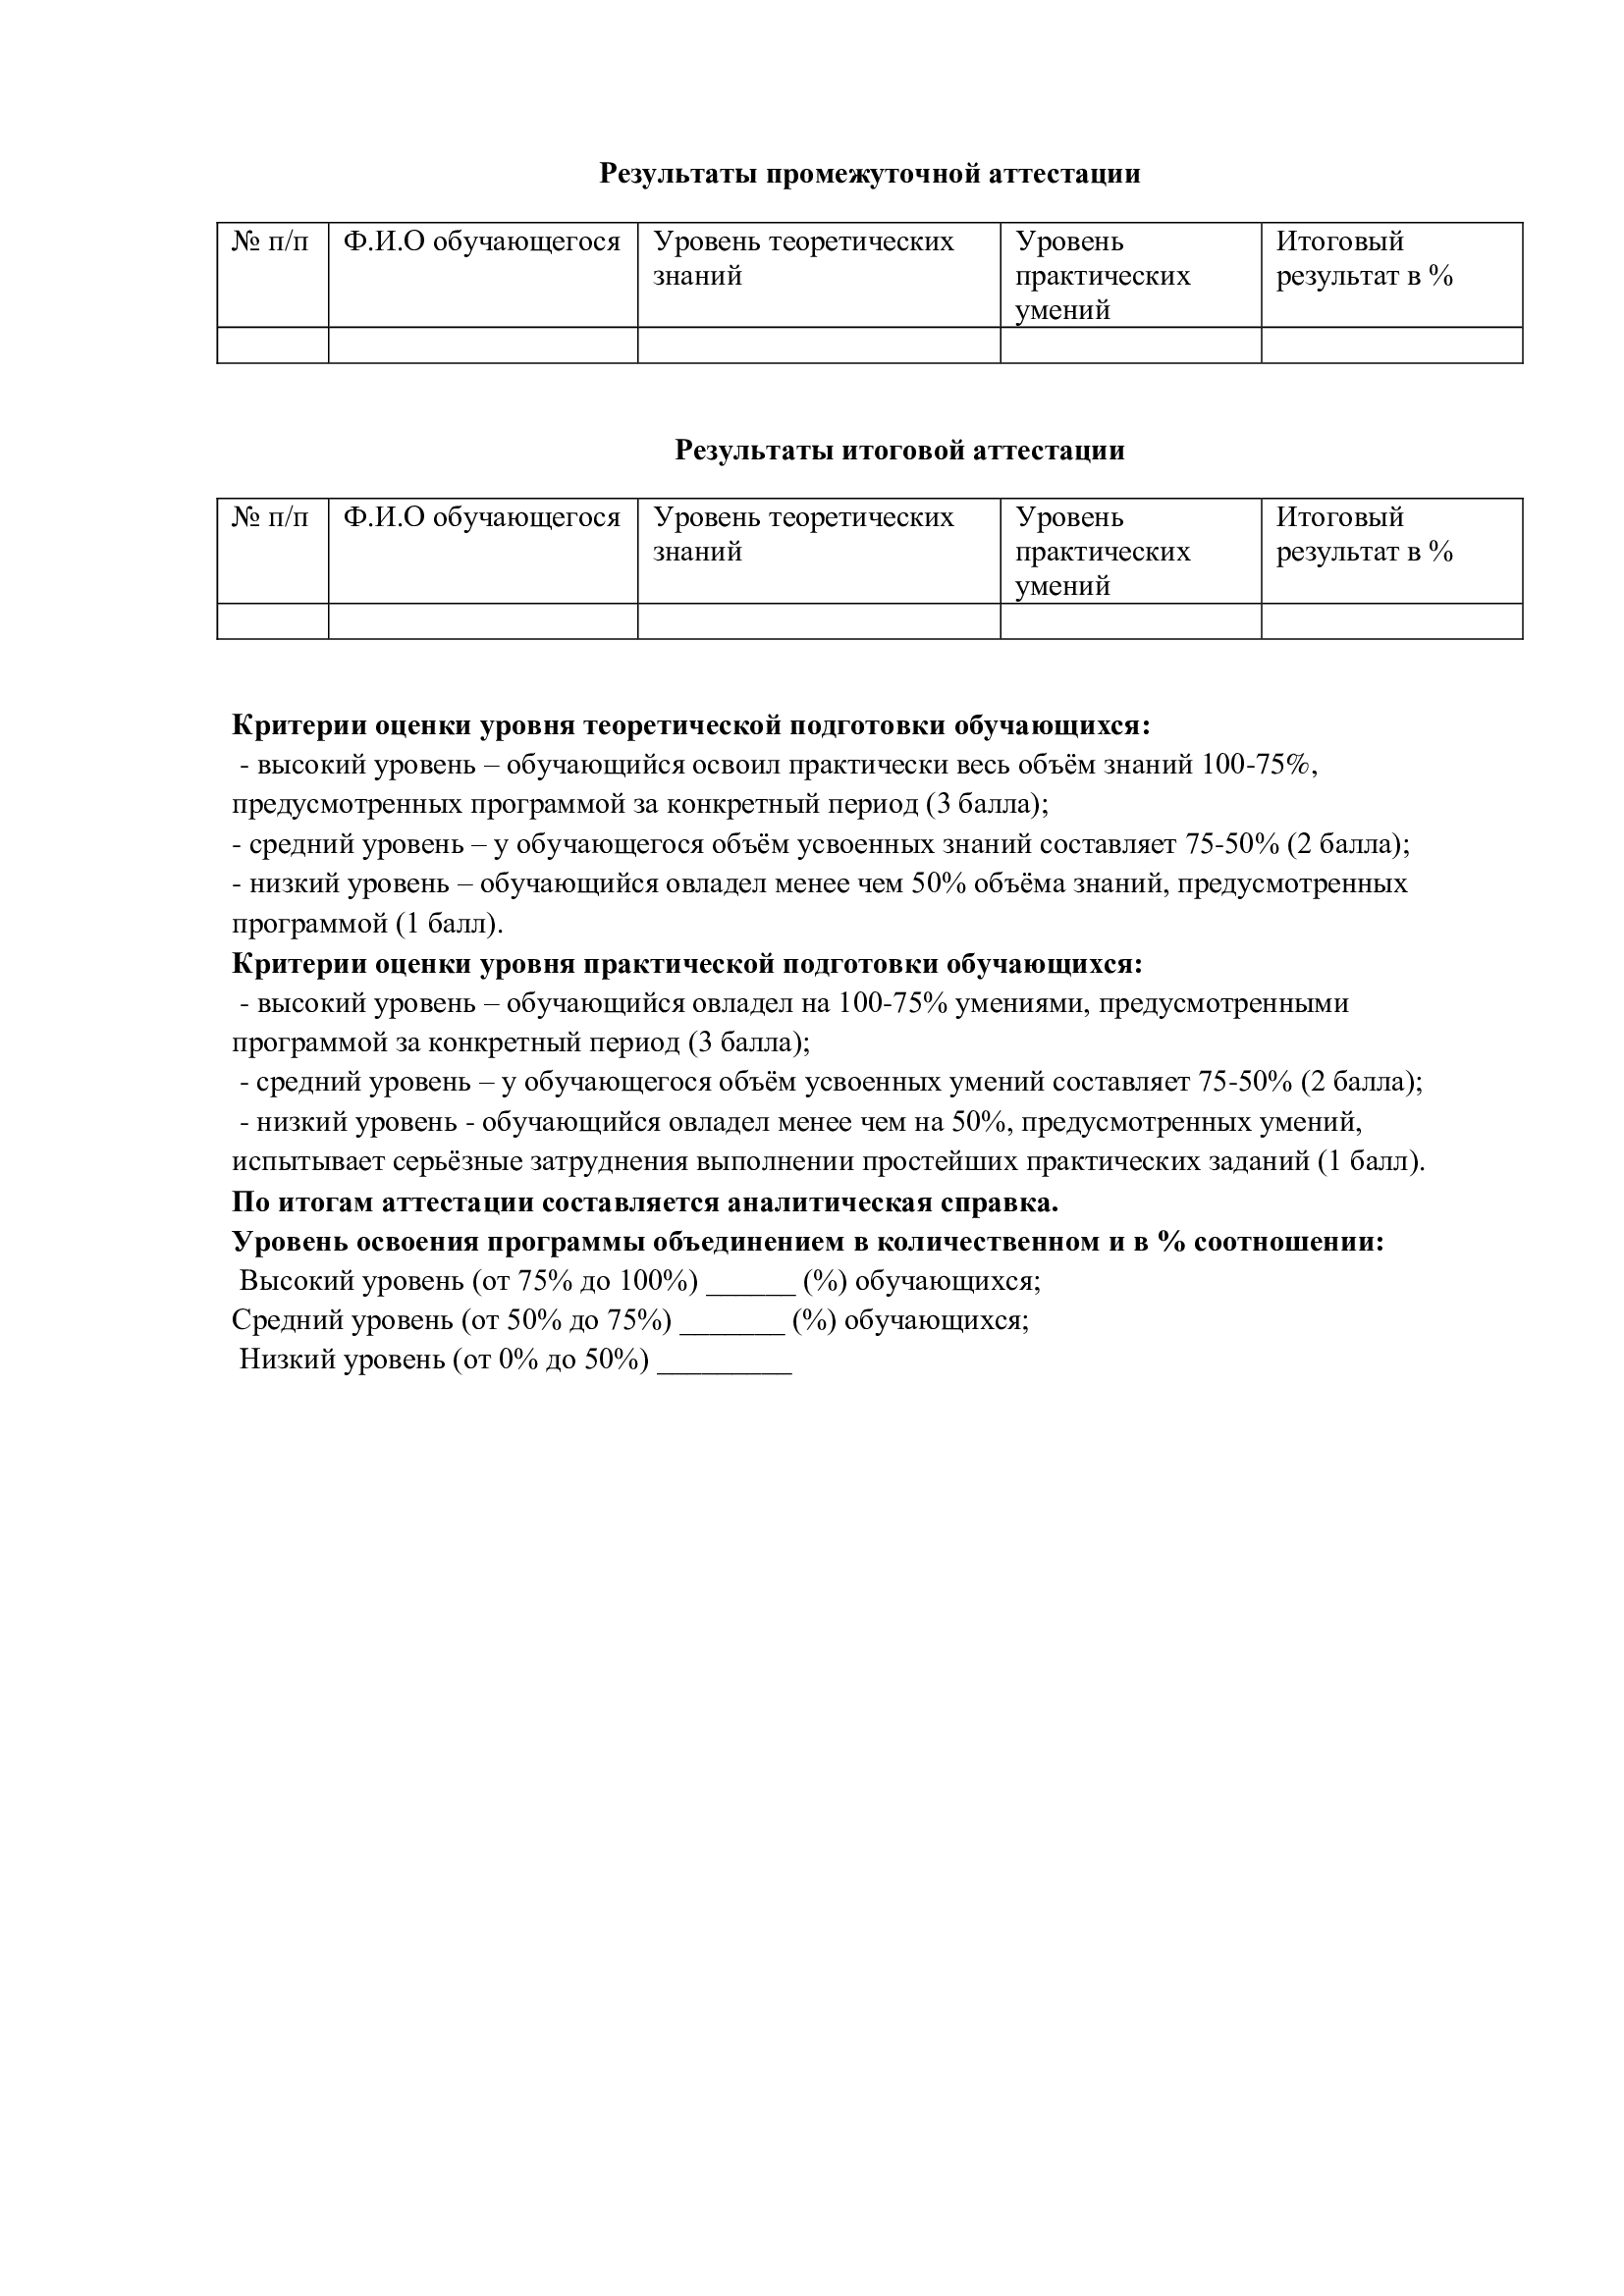 Результаты промежуточной аттестации
№ п/п Ф.И.О обучающегося Уровень теоретических знаний Уровень практических умений Итоговый результат в %
Результаты итоговой аттестации
№ п/п Ф.И.О обучающегося Уровень теоретических знаний Уровень практических умений Итоговый результат в %
Критерии оценки уровня теоретической подготовки обучающихся:
- высокий уровень – обучающийся освоил практически весь объём знаний 100-75%,
предусмотренных программой за конкретный период (3 балла);
- средний уровень – у обучающегося объём усвоенных знаний составляет 75-50% (2 балла);
- низкий уровень – обучающийся овладел менее чем 50% объёма знаний, предусмотренных
программой (1 балл).
Критерии оценки уровня практической подготовки обучающихся:
- высокий уровень – обучающийся овладел на 100-75% умениями, предусмотренными
программой за конкретный период (3 балла);
- средний уровень – у обучающегося объём усвоенных умений составляет 75-50% (2 балла);
- низкий уровень - обучающийся овладел менее чем на 50%, предусмотренных умений,
испытывает серьёзные затруднения выполнении простейших практических заданий (1 балл).
По итогам аттестации составляется аналитическая справка.
Уровень освоения программы объединением в количественном и в % соотношении:
Высокий уровень (от 75% до 100%) ______ (%) обучающихся;
Средний уровень (от 50% до 75%) _______ (%) обучающихся;
Низкий уровень (от 0% до 50%) _________